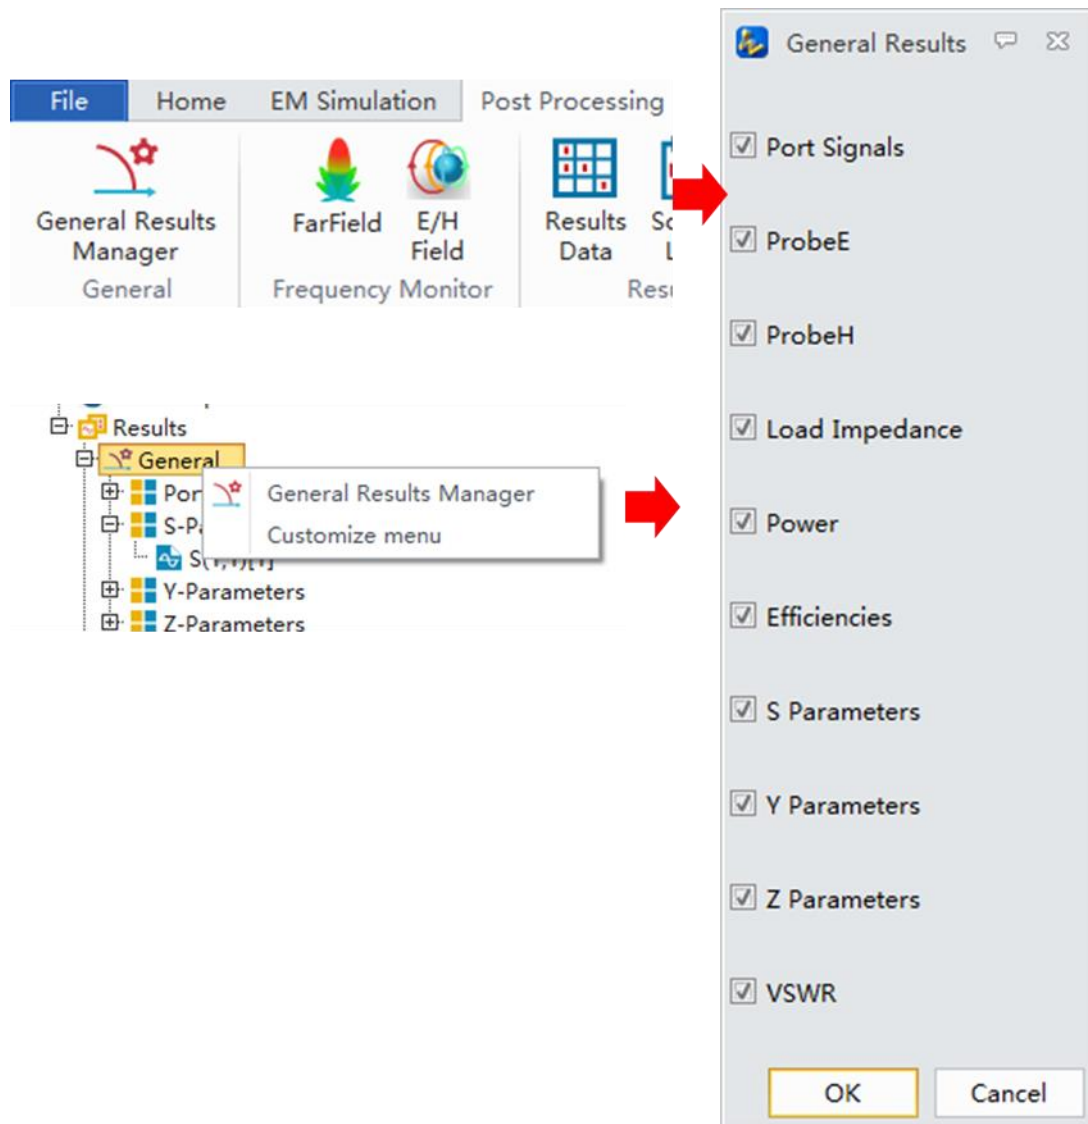 File Home EM Simulation Post Processing
General Results Manager
FarField
E/H Field
Results Data
General
Frequency Monitor
Results
General
General Results Manager
Customize menu
Y-Parameters
Z-Parameters
General Results
Port Signals
ProbeE
ProbeH
Load Impedance
Power
Efficiencies
S Parameters
Y Parameters
Z Parameters
VSWR
OK Cancel